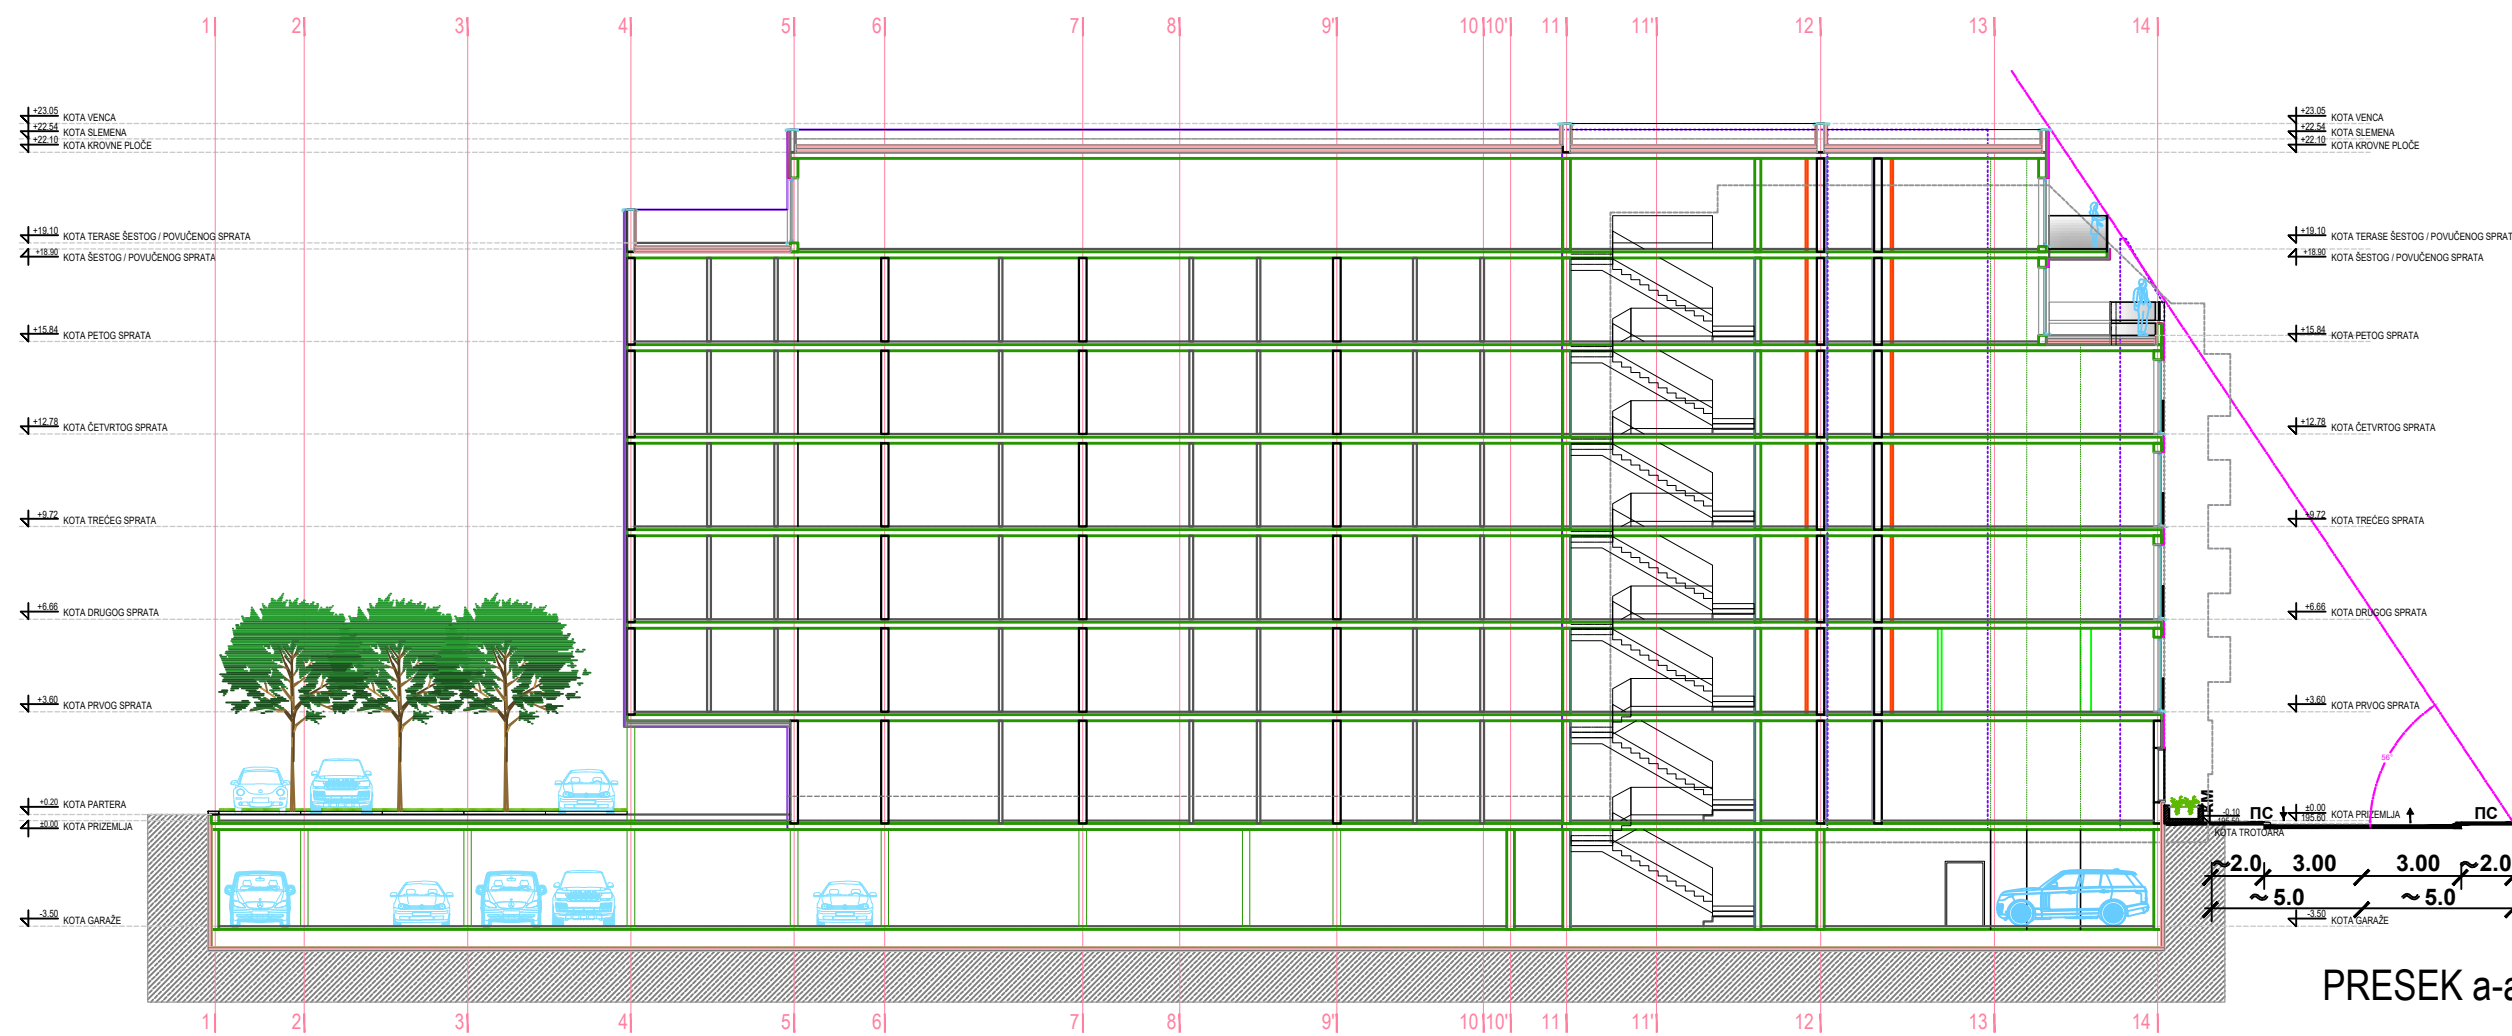 1 2 3 4 5 6 7 8 9' 10 10' 11 11' 12 13 14
+23.05 KOTA VENCA
+22.54 KOTA SLEMENA
+22.10 KOTA KROVNE PLOČE
+19.10 KOTA TERASE ŠESTOG / POVUČENOG SPRATA
+18.90 KOTA ŠESTOG / POVUČENOG SPRATA
+15.84 KOTA PETOG SPRATA
+12.78 KOTA ČETVRTOG SPRATA
+9.72 KOTA TREĆEG SPRATA
+6.66 KOTA DRUGOG SPRATA
+3.60 KOTA PRVOG SPRATA
+0.20 KOTA PARTERA
±0.00 KOTA PRIZEMLJA
-3.50 KOTA GARAŽE
+23.05 KOTA VENCA
+22.54 KOTA SLEMENA
+22.10 KOTA KROVNE PLOČE
+19.10 KOTA TERASE ŠESTOG / POVUČENOG SPRAT
+18.90 KOTA ŠESTOG / POVUČENOG SPRATA
+15.84 KOTA PETOG SPRATA
+12.78 KOTA ČETVRTOG SPRATA
+9.72 KOTA TREĆEG SPRATA
+6.66 KOTA DRUGOG SPRATA
+3.60 KOTA PRVOG SPRATA
56°
-0.10
ПС
±0.00
195.60 KOTA PRIZEMLJA
ПС
KOTA TROTOARA
~2.0 3.00 3.00 ~2.0
~5.0 ~5.0
-3.50 KOTA GARAŽE
PRESEK a-a
1 2 3 4 5 6 7 8 9' 10 10' 11 11' 12 13 14